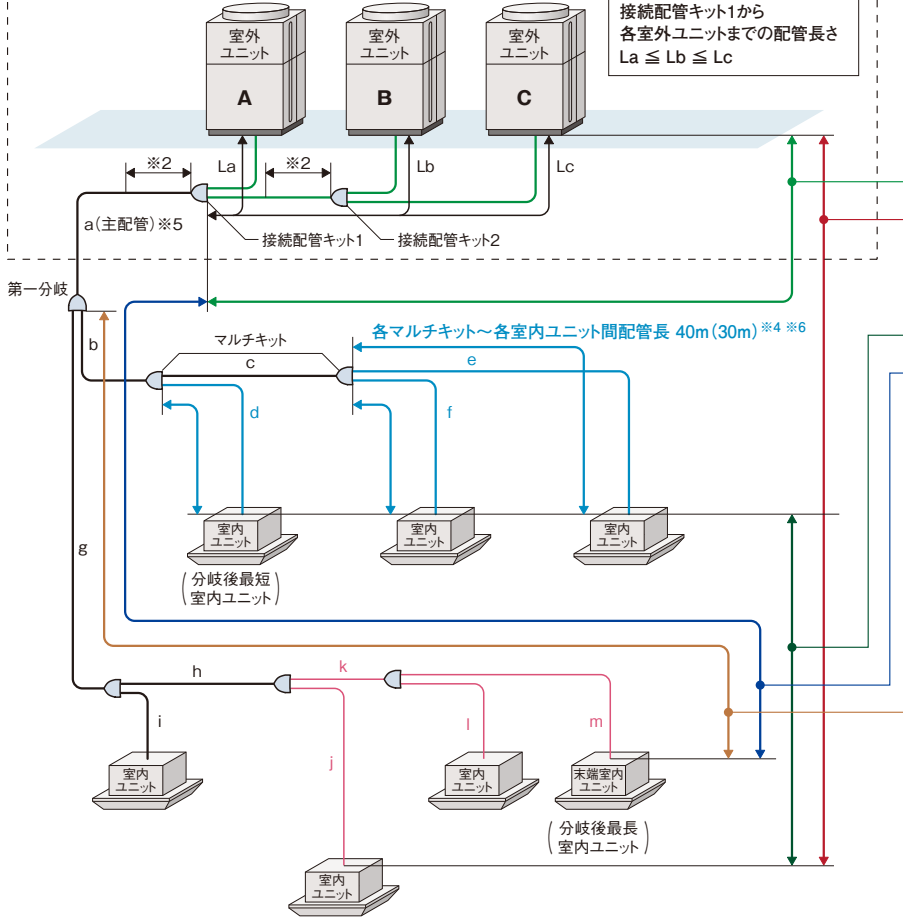 接続配管キット1から
各室外ユニットまでの配管長さ
La ≦ Lb ≦ Lc
室外
ユニット
A
室外
ユニット
B
室外
ユニット
C
※2
La
※2
Lb
Lc
a(主配管)※5
接続配管キット1
接続配管キット2
第一分岐
b
マルチキット
c
各マルチキット~各室内ユニット間配管長 40m(30m)※4 ※6
e
d
f
室内
ユニット
室内
ユニット
室内
ユニット
(分岐後最短
室内ユニット)
g
h
k
i
j
l
m
室内
ユニット
室内
ユニット
末端室内
ユニット
(分岐後最長
室内ユニット)
室内
ユニット